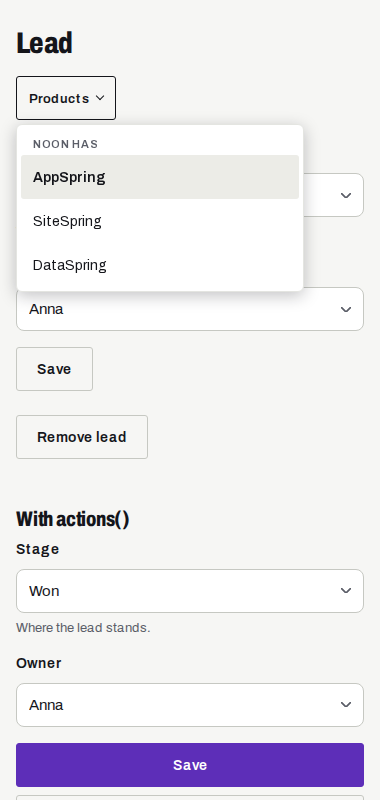 Lead
Products
NOON HAS
AppSpring
SiteSpring
DataSpring
Anna
Save
Remove lead
With actions()
Stage
Won
Where the lead stands.
Owner
Anna
Save